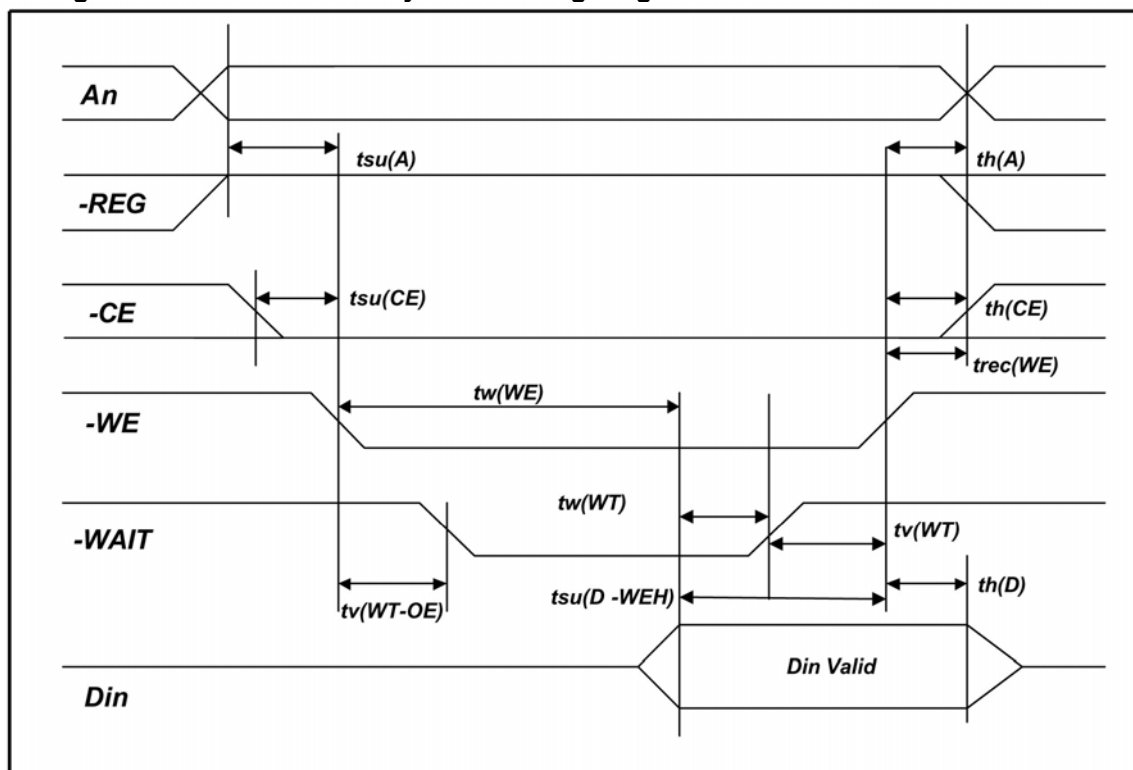 An
tsu(A)
th(A)
-REG
tsu(CE)
-CE
th(CE)
trec(WE)
tw(WE)
-WE
tw(WT)
-WAIT
tv(WT)
tsu(D -WEH)
th(D)
tv(WT-OE)
Din Valid
Din